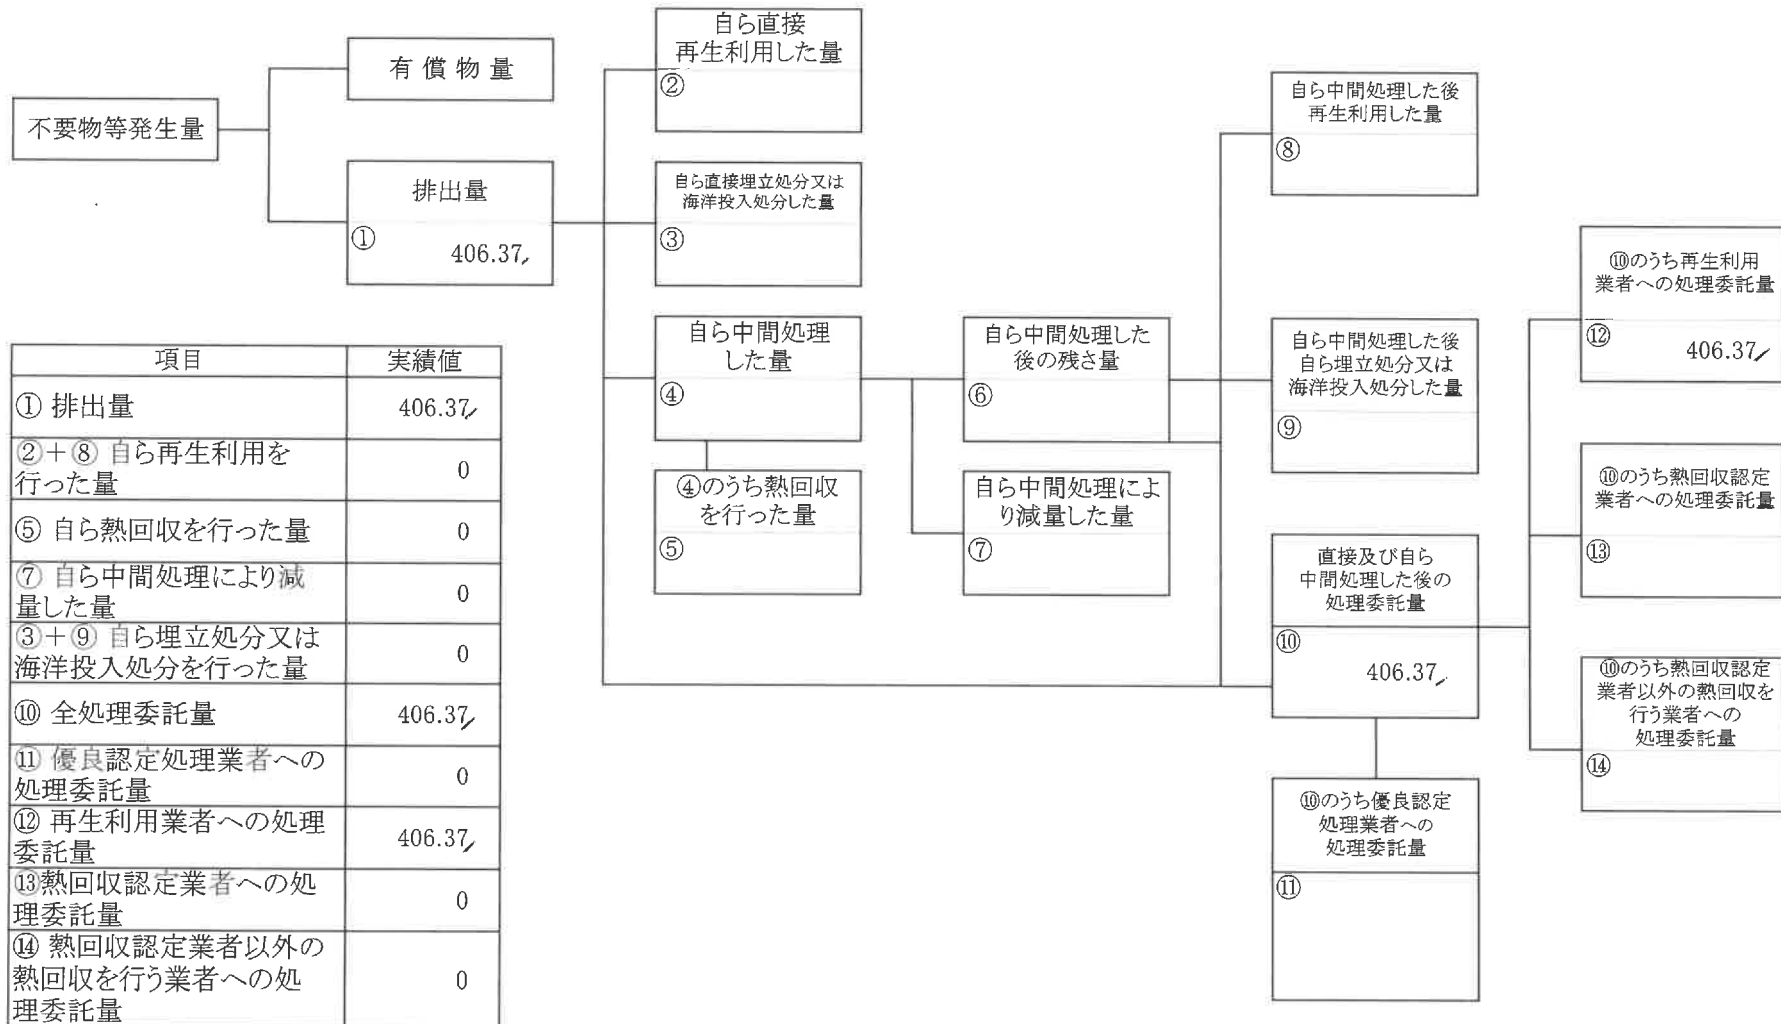 不要物等発生量
有 償 物 量
排出量
①
406.37
自ら直接
再生利用した量
②
自ら直接埋立処分又は
海洋投入処分した量
③
自ら中間処理
した量
④
④のうち熱回収
を行った量
⑤
自ら中間処理した
後の残さ量
⑥
自ら中間処理によ
り減量した量
⑦
自ら中間処理した後
再生利用した量
⑧
自ら中間処理した後
自ら埋立処分又は
海洋投入処分した量
⑨
直接及び自ら
中間処理した後の
処理委託量
⑩
406.37
⑩のうち優良認定
処理業者への
処理委託量
⑪
⑩のうち再生利用
業者への処理委託量
⑫
406.37
⑩のうち熱回収認定
業者への処理委託量
⑬
⑩のうち熱回収認定
業者以外の熱回収を
行う業者への
処理委託量
⑭
項目 実績値
① 排出量 406.37
②＋⑧ 自ら再生利用を
行った量 0
⑤ 自ら熱回収を行った量 0
⑦ 自ら中間処理により減
量した量 0
③＋⑨ 自ら埋立処分又は
海洋投入処分を行った量 0
⑩ 全処理委託量 406.37
⑪ 優良認定処理業者への
処理委託量 0
⑫ 再生利用業者への処理
委託量 406.37
⑬熱回収認定業者への処
理委託量 0
⑭ 熱回収認定業者以外の
熱回収を行う業者への処
理委託量 0